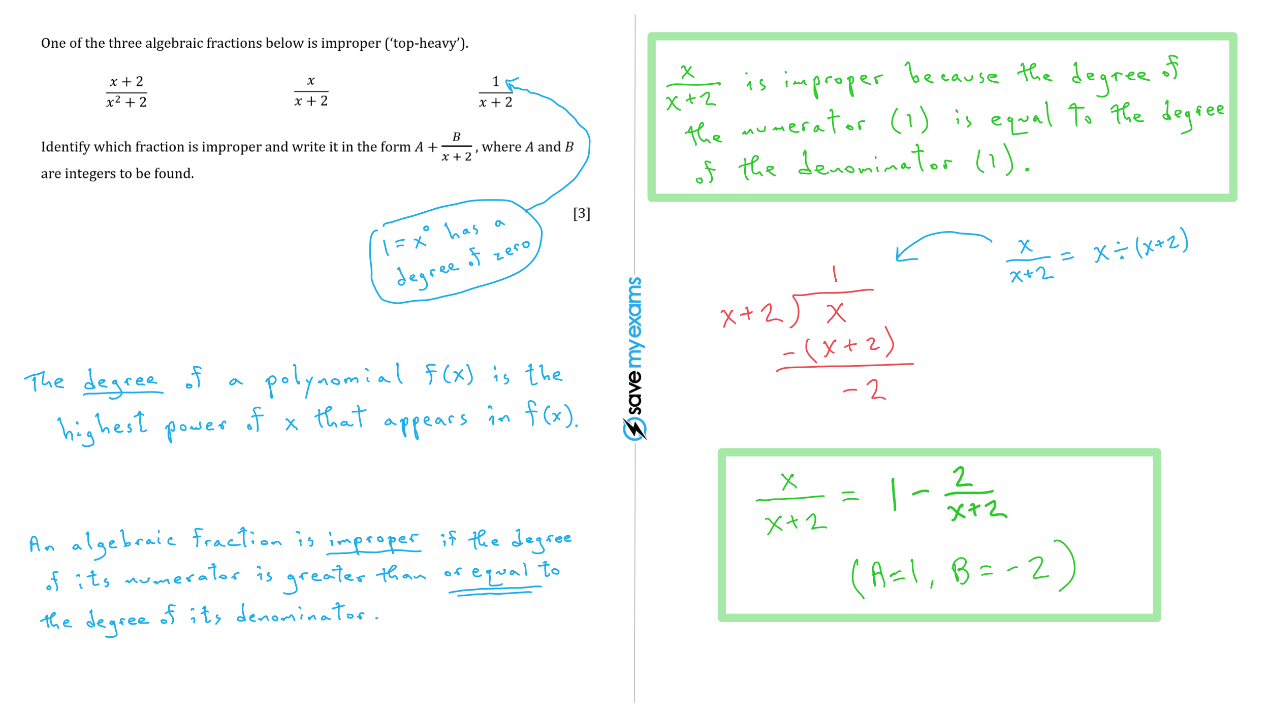 One of the three algebraic fractions below is improper (‘top-heavy’).
x + 2 x 1
x² + 2 x + 2 x + 2
Identify which fraction is improper and write it in the form A + B/(x + 2), where A and B
are integers to be found.
[3]
1 = x⁰ has a
degree of zero
The degree of a polynomial f(x) is the
highest power of x that appears in f(x).
An algebraic fraction is improper if the degree
of its numerator is greater than or equal to
the degree of its denominator.
savemyexams
x/(x+2) is improper because the degree of
the numerator (1) is equal to the degree
of the denominator (1).
x/(x+2) = x ÷ (x+2)
1
x+2 ) x
-(x+2)
-2
x/(x+2) = 1 - 2/(x+2)
(A=1, B=-2)